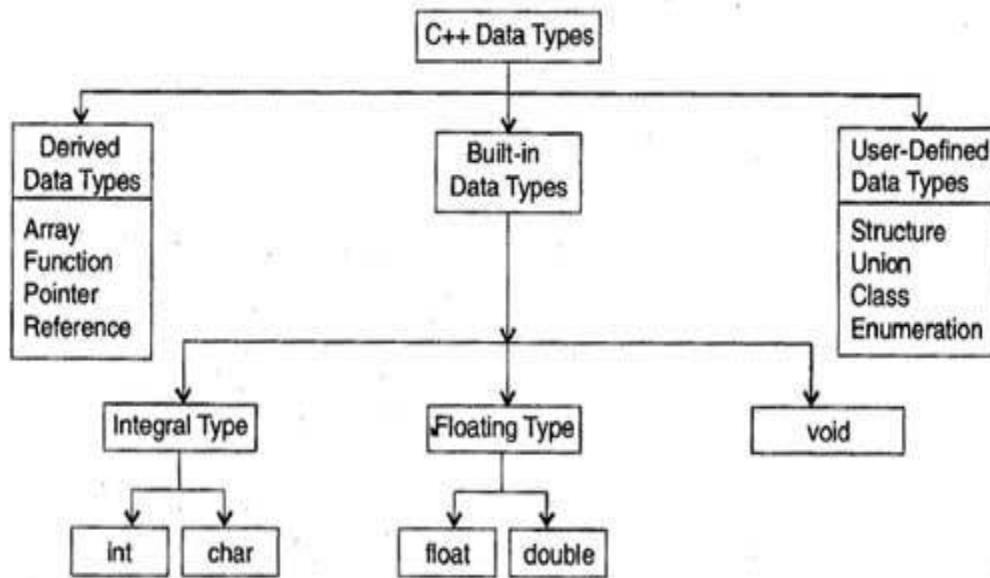 C++ Data Types
Derived
Data Types
Array
Function
Pointer
Reference
Built-in
Data Types
User-Defined
Data Types
Structure
Union
Class
Enumeration
Integral Type
Floating Type
void
int
char
float
double